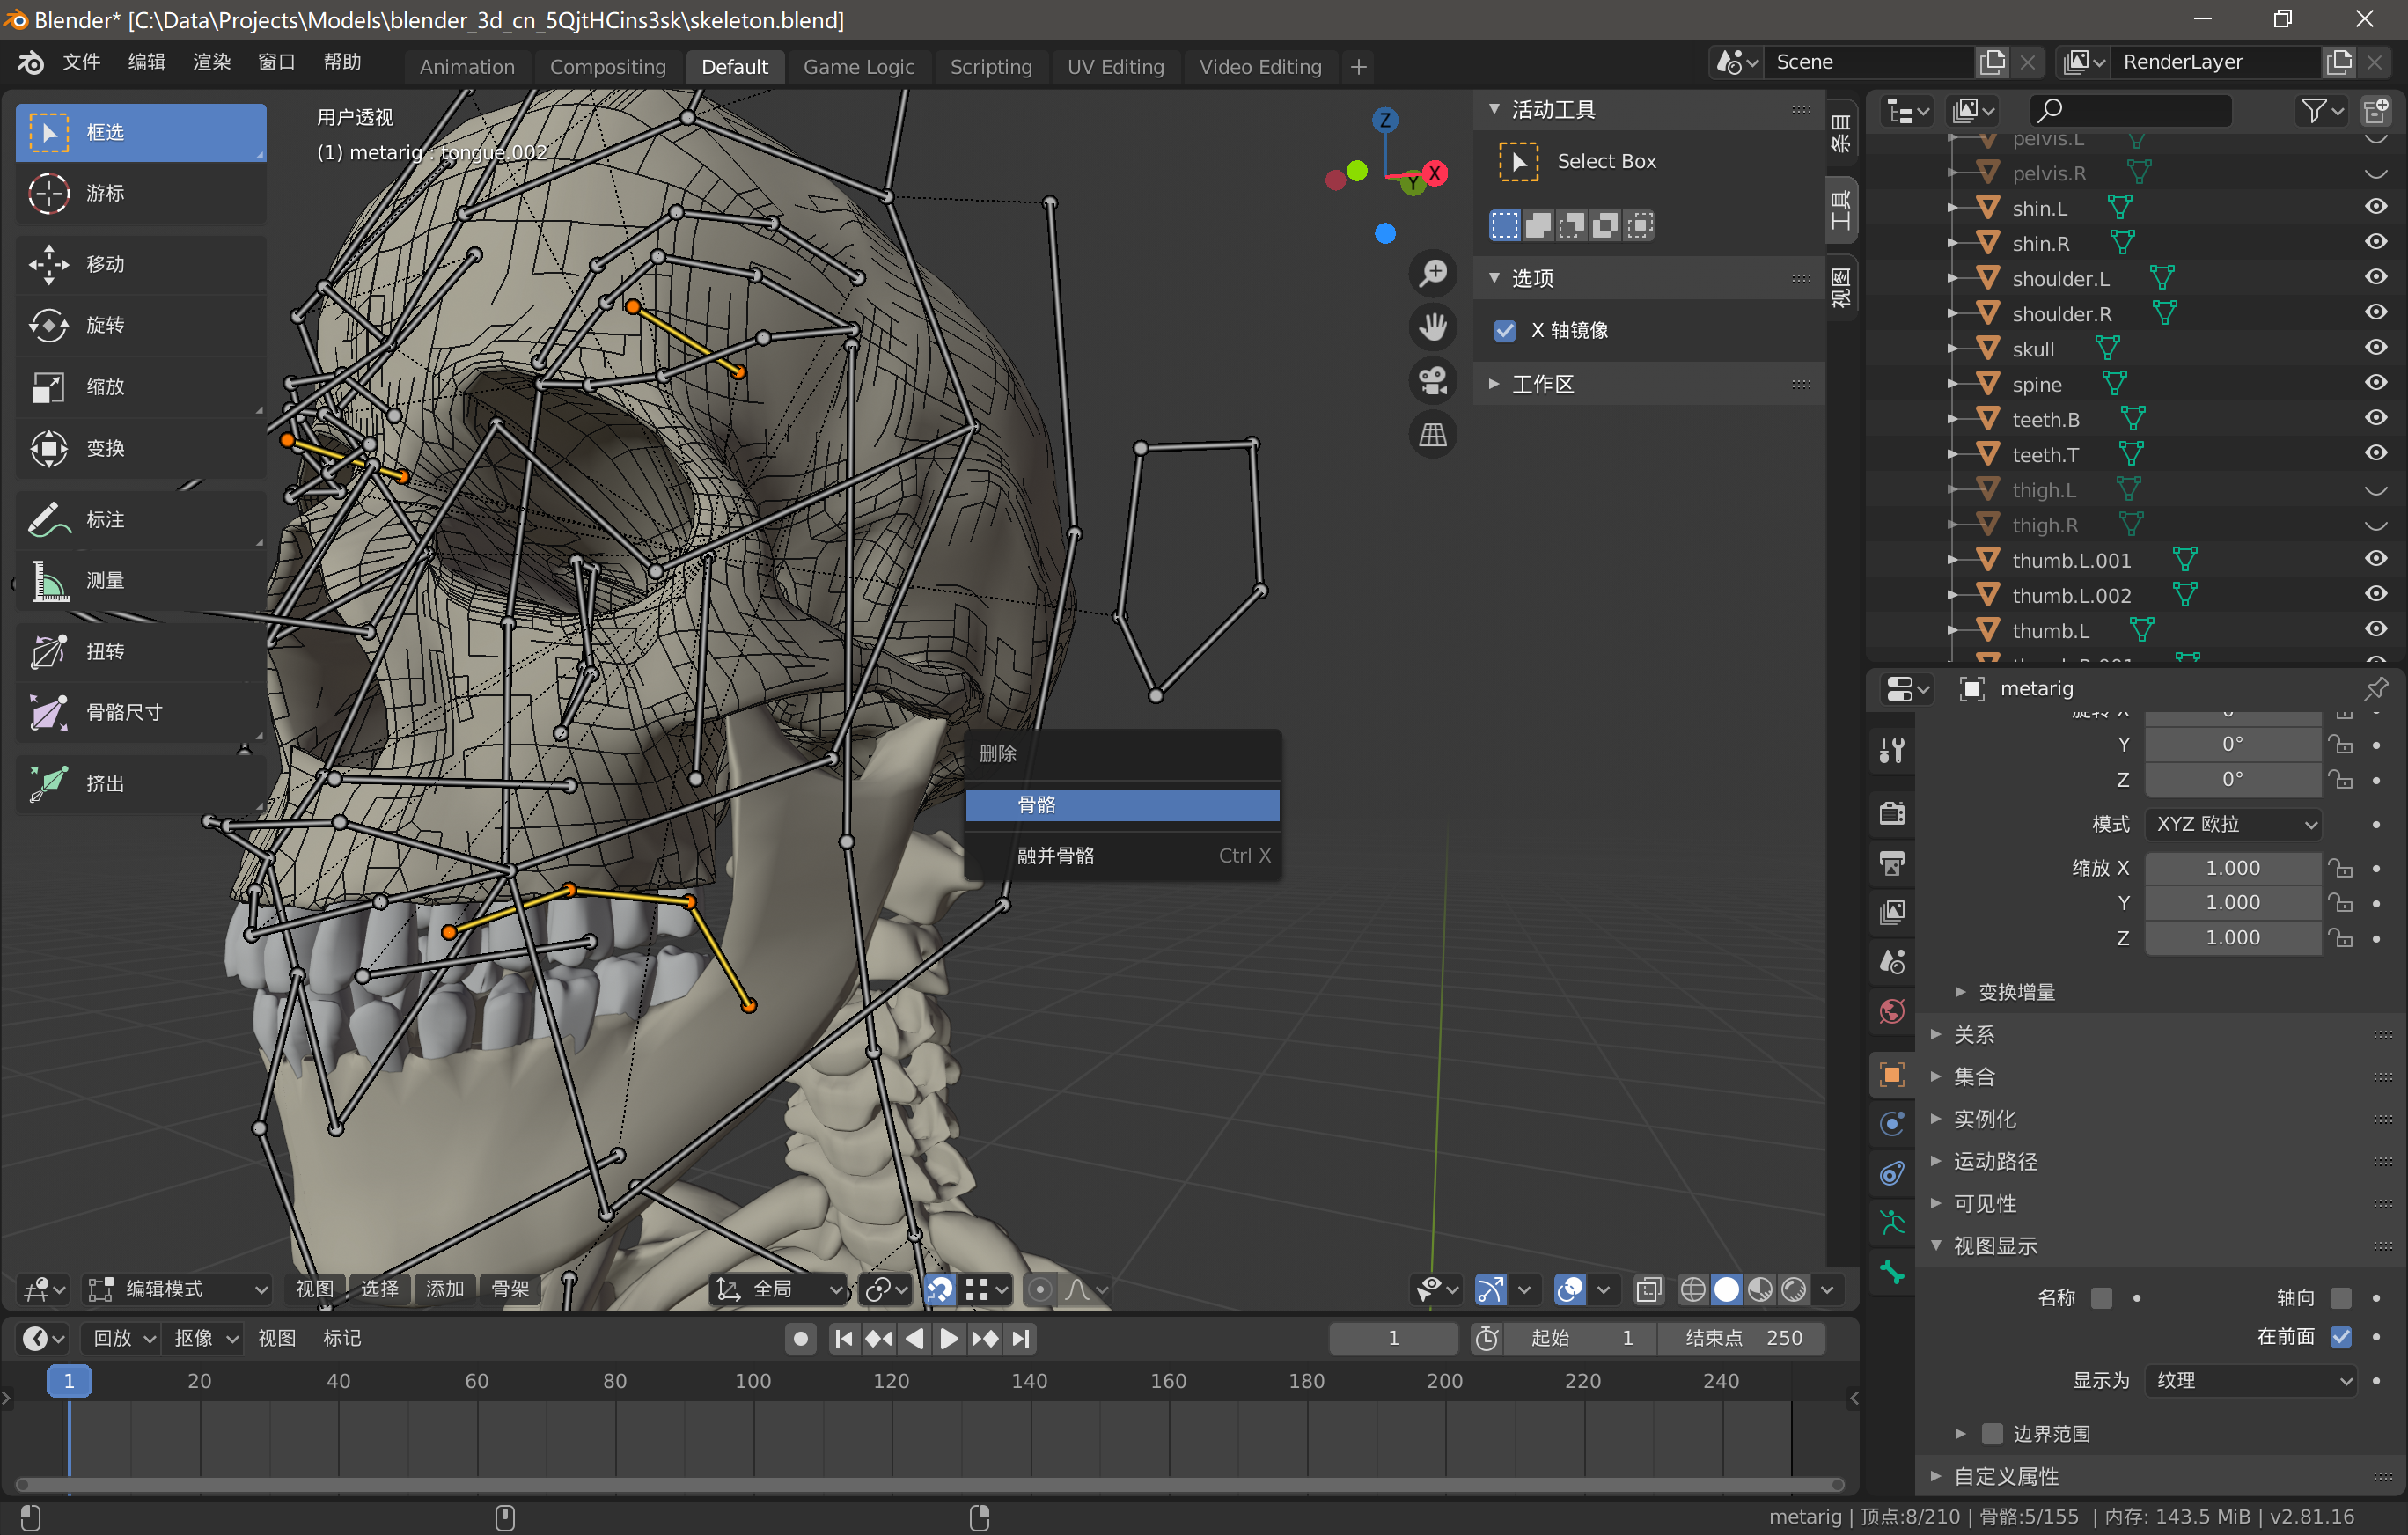 Blender* [C:\Data\Projects\Models\blender_3d_cn_5QjtHCins3sk\skeleton.blend]
文件 编辑 渲染 窗口 帮助 Animation Compositing Default Game Logic Scripting UV Editing Video Editing + Scene RenderLayer
框选
游标
移动
旋转
缩放
变换
标注
测量
扭转
骨骼尺寸
挤出
用户透视
(1) metarig : tongue.002
Z
X
Y
删除
骨骼
融并骨骼 Ctrl X
活动工具
Select Box
选项
X 轴镜像
工作区
条目
工具
视图
pelvis.L
pelvis.R
shin.L
shin.R
shoulder.L
shoulder.R
skull
spine
teeth.B
teeth.T
thigh.L
thigh.R
thumb.L.001
thumb.L.002
thumb.L
metarig
旋转 X 0°
Y 0°
Z 0°
模式 XYZ 欧拉
缩放 X 1.000
Y 1.000
Z 1.000
变换增量
关系
集合
实例化
运动路径
可见性
视图显示
名称 轴向
在前面
显示为 纹理
边界范围
自定义属性
编辑模式 视图 选择 添加 骨架 全局
回放 抠像 视图 标记 1 起始 1 结束点 250
1 20 40 60 80 100 120 140 160 180 200 220 240
metarig | 顶点:8/210 | 骨骼:5/155 | 内存: 143.5 MiB | v2.81.16